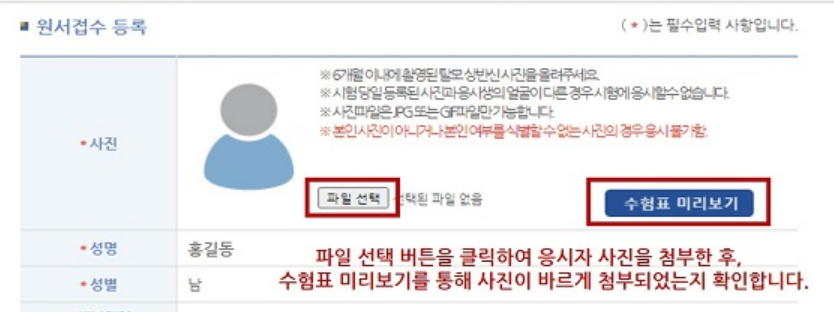 ■ 원서접수 등록
( * )는 필수입력 사항입니다.
* 사진
※ 6개월 이내에 촬영된 탈모 상반신 사진을 올려주세요.
※ 시험 당일 등록된 사진과 응시생의 얼굴이 다른 경우 시험에 응시할 수 없습니다.
※ 사진파일은 JPG 또는 GIF파일만 가능합니다.
※ 본인 사진이 아니거나 본인 여부를 식별할 수 없는 사진의 경우 응시 불가함.
파일 선택 선택된 파일 없음
수험표 미리보기
* 성명 홍길동
파일 선택 버튼을 클릭하여 응시자 사진을 첨부한 후,
* 성별 남
수험표 미리보기를 통해 사진이 바르게 첨부되었는지 확인합니다.